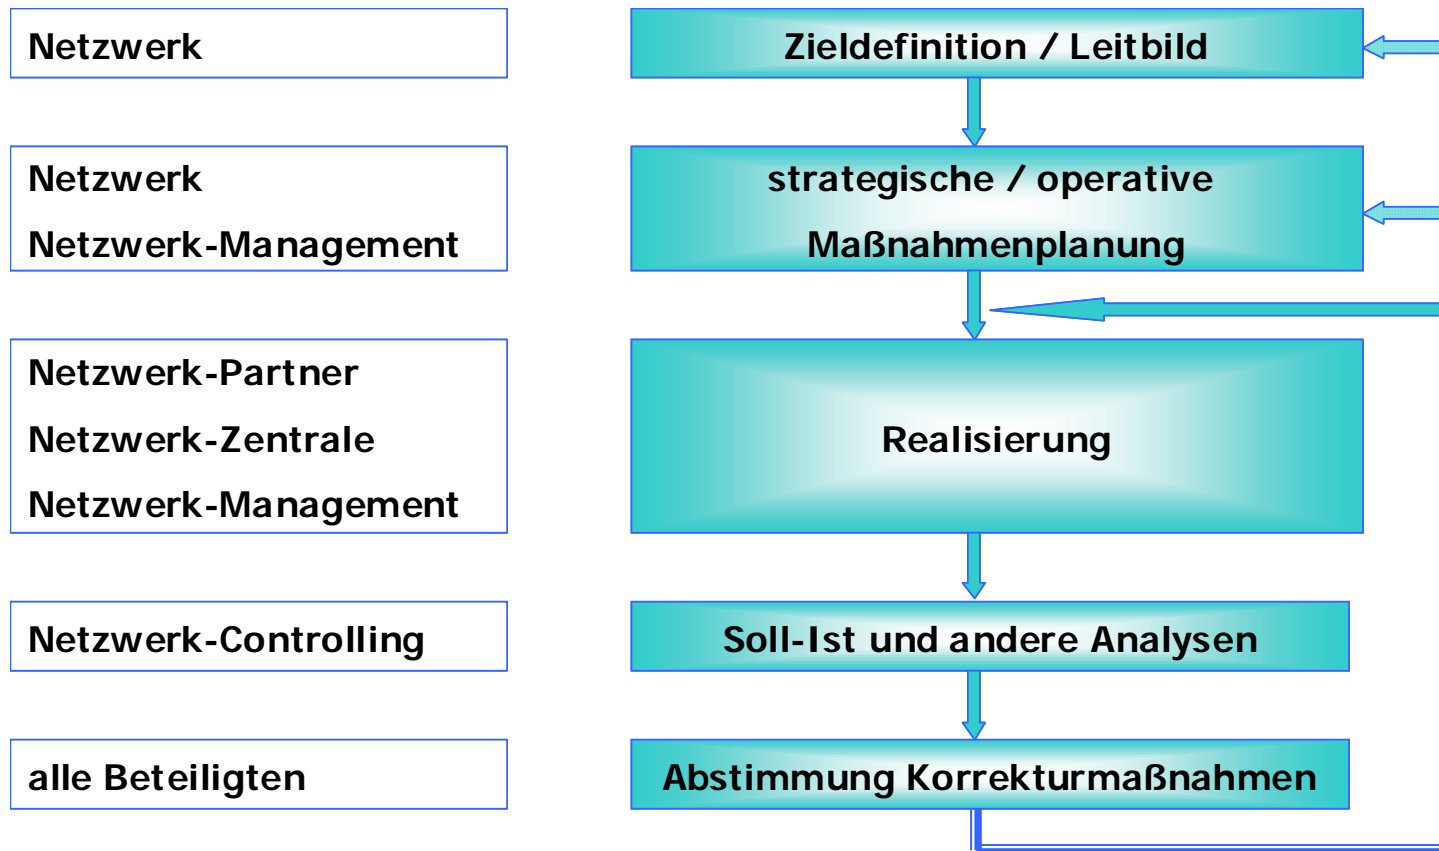 Netzwerk
Zieldefinition / Leitbild
Netzwerk
Netzwerk-Management
strategische / operative
Maßnahmenplanung
Netzwerk-Partner
Netzwerk-Zentrale
Netzwerk-Management
Realisierung
Netzwerk-Controlling
Soll-Ist und andere Analysen
alle Beteiligten
Abstimmung Korrekturmaßnahmen